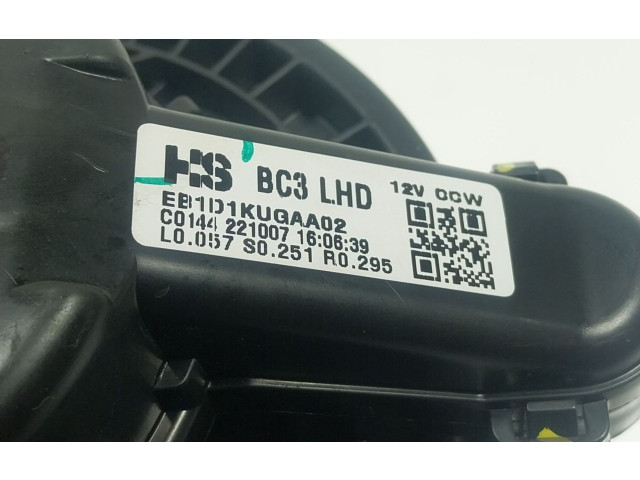 HS BC3 LHD 12V CCW
EB1D1KUGAA02
C0144 221007 16:06:39
L0.057 S0.251 R0.295